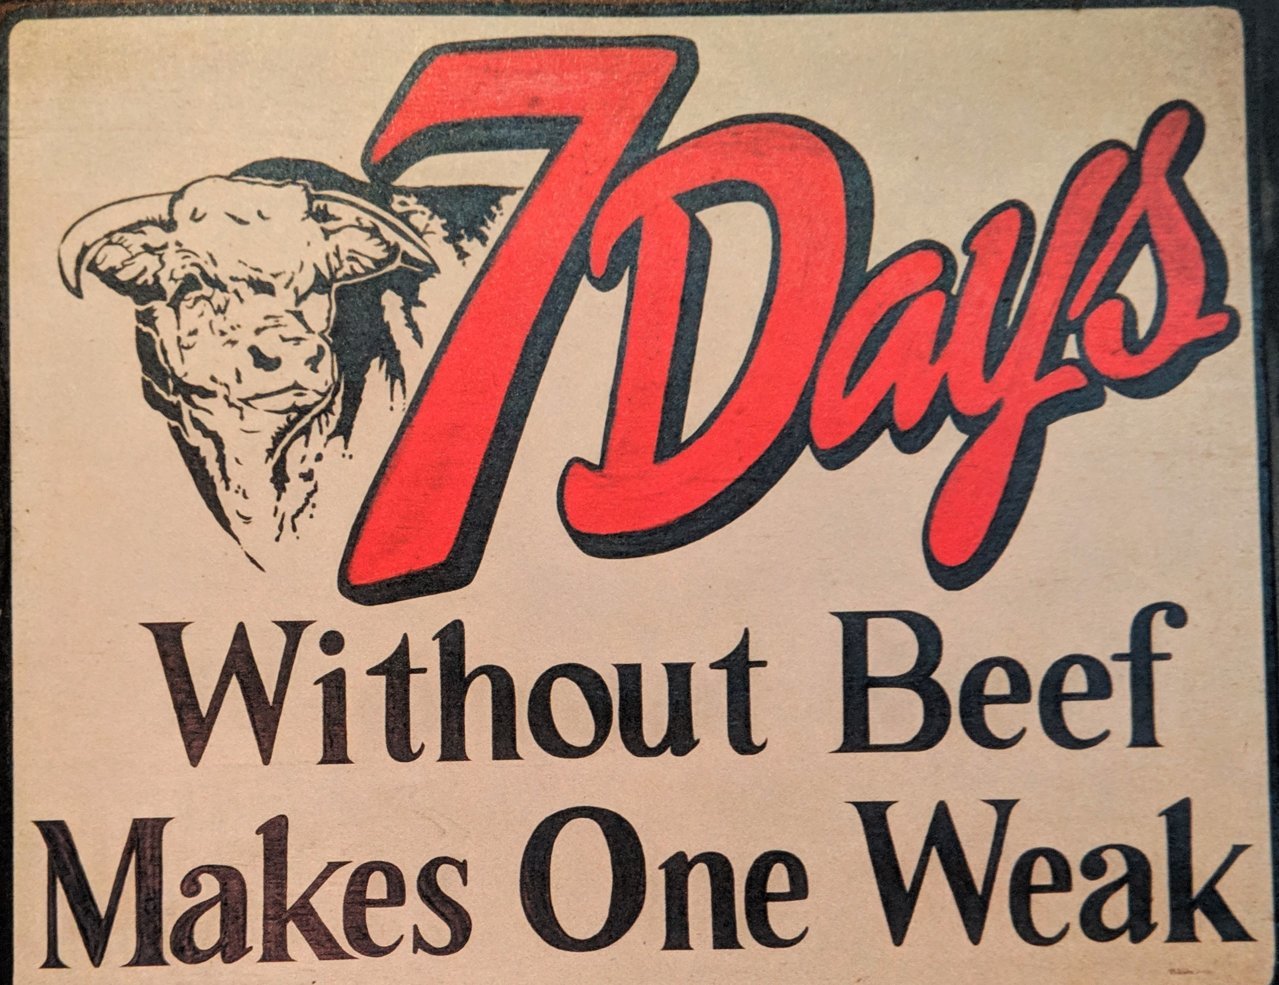 7 Days
Without Beef
Makes One Weak